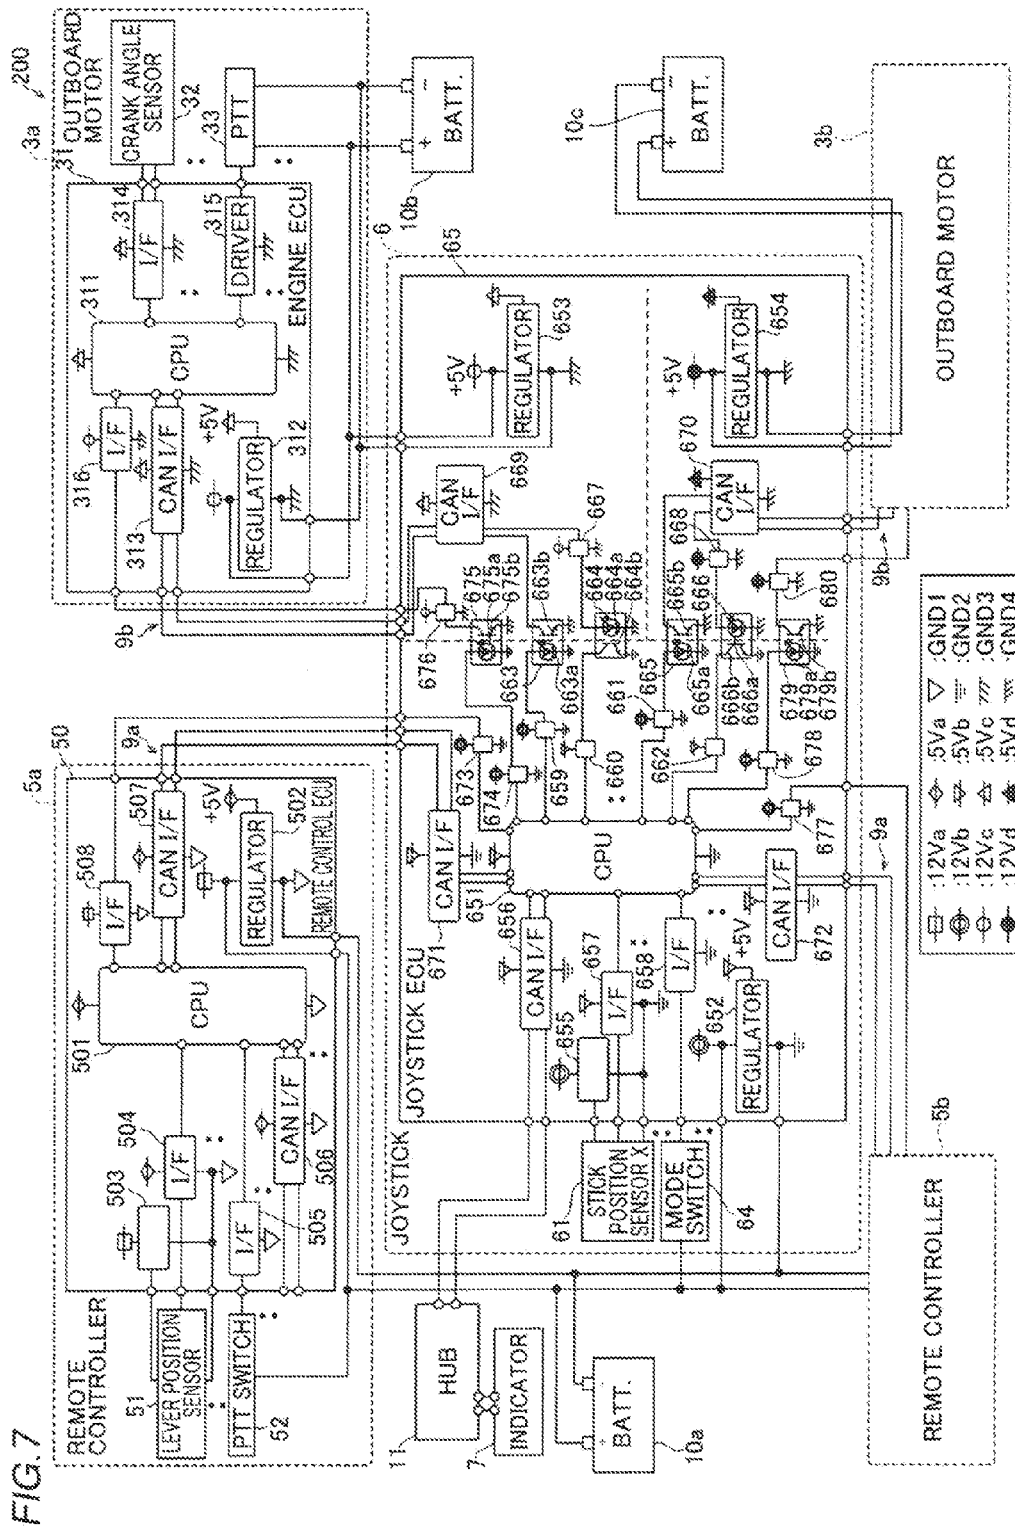 FIG.7
200
3a
OUTBOARD
MOTOR
31
CRANK ANGLE
SENSOR
32
33
PTT
314
I/F
315
DRIVER
ENGINE ECU
311
CPU
316
I/F
CAN I/F
313
+5V
REGULATOR
312
9b
BATT.
+
-
10b
BATT.
+
-
10c
3b
OUTBOARD MOTOR
5a
50
REMOTE
CONTROLLER
51
LEVER POSITION
SENSOR
PTT SWITCH
52
503
504
I/F
I/F
505
CAN I/F
506
501
CPU
508
I/F
507
CAN I/F
+5V
REGULATOR
502
REMOTE CONTROL ECU
9a
6
65
JOYSTICK
JOYSTICK ECU
+5V
REGULATOR
653
+5V
REGULATOR
654
CAN
I/F
669
667
670
CAN
I/F
668
676
675
675a
675b
663b
663
663a
664
664a
664b
665b
665
665a
666
666b
666a
679
679a
679b
680
9b
673
674
659
660
661
662
678
677
9a
CAN I/F
671
651
CPU
656
CAN I/F
657
I/F
658
I/F
655
CAN I/F
672
+5V
652
REGULATOR
61
STICK
POSITION
SENSOR X
MODE
SWITCH
64
HUB
11
INDICATOR
7
BATT.
+
-
10a
5b
REMOTE CONTROLLER
:12Va :5Va :GND1
:12Vb :5Vb :GND2
:12Vc :5Vc :GND3
:12Vd :5Vd :GND4